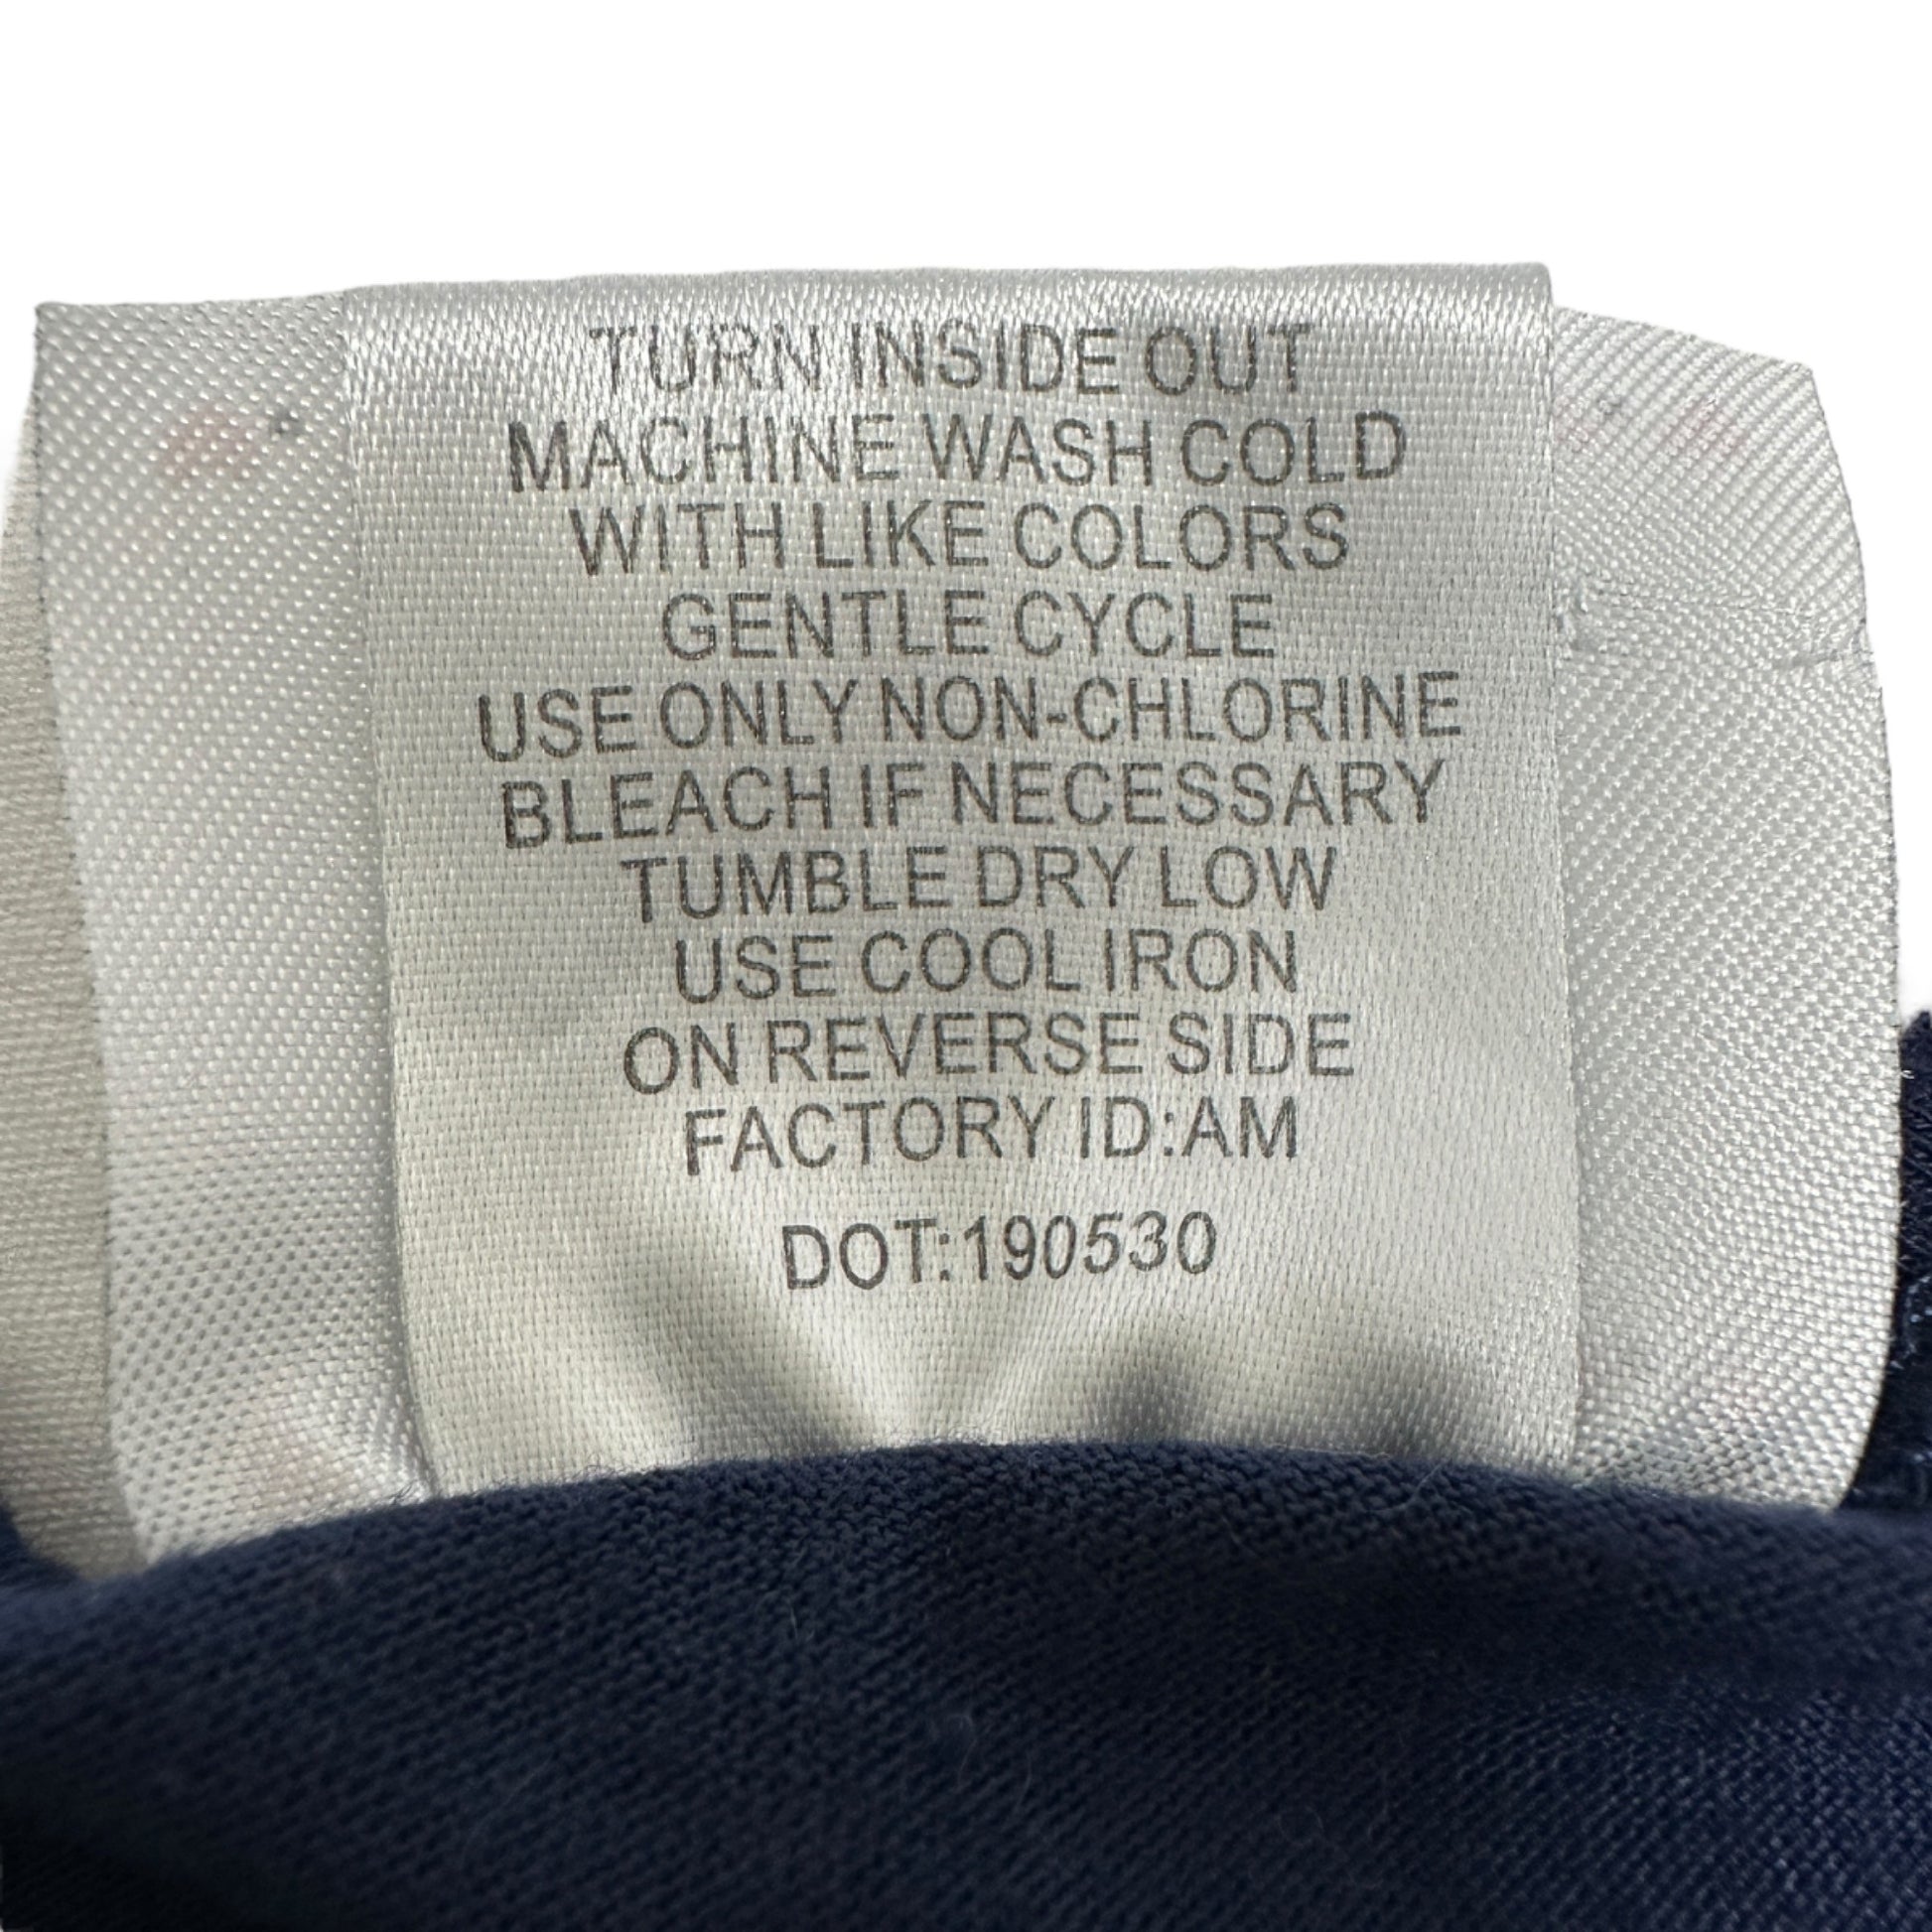 TURN INSIDE OUT
MACHINE WASH COLD
WITH LIKE COLORS
GENTLE CYCLE
USE ONLY NON-CHLORINE
BLEACH IF NECESSARY
TUMBLE DRY LOW
USE COOL IRON
ON REVERSE SIDE
FACTORY ID:AM
DOT:190530